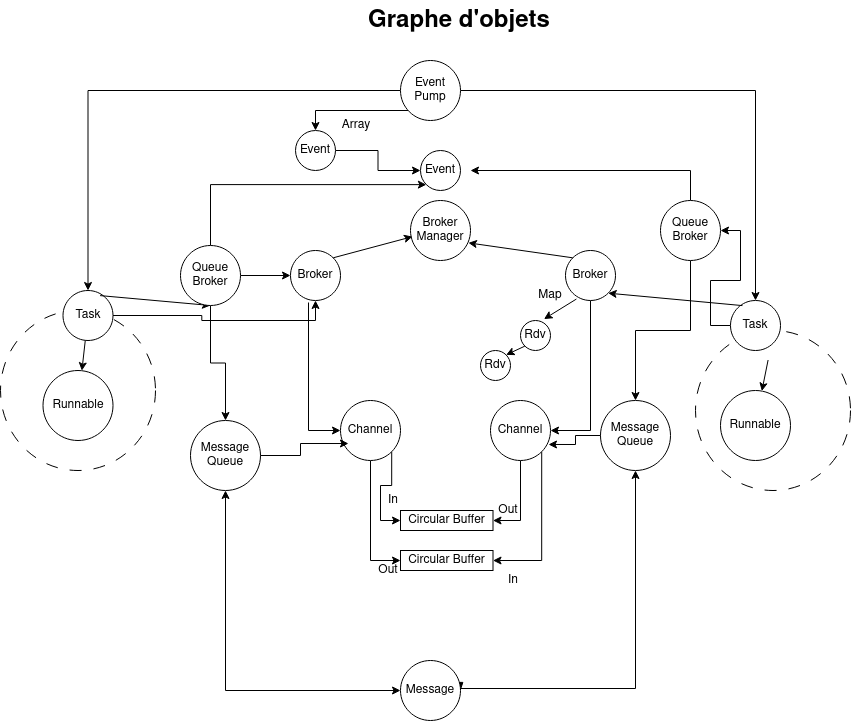 Graphe d'objets
Event
Pump
Array
Event
Event
Broker
Manager
Queue
Broker
Queue
Broker
Broker
Broker
Map
Task
Task
Rdv
Rdv
Runnable
Runnable
Channel
Channel
Message
Queue
Message
Queue
In
Out
Circular Buffer
Circular Buffer
Out
In
Message